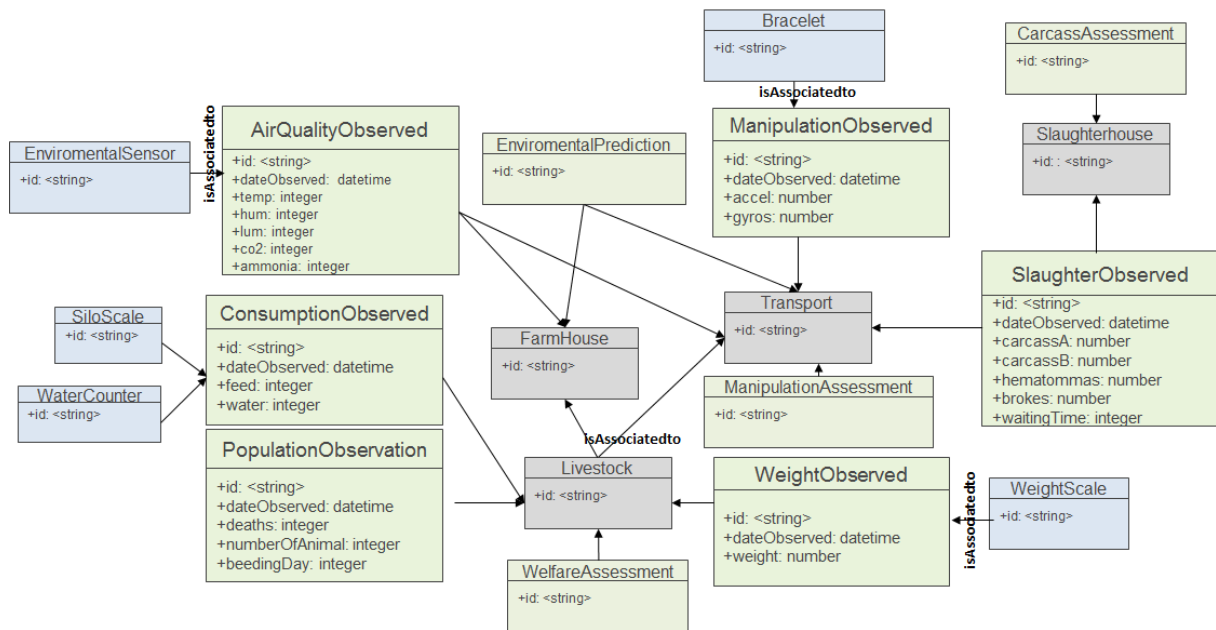 Bracelet
+id: <string>
CarcassAssessment
+id: <string>
isAssociatedto
isAssociatedto
AirQualityObserved
+id: <string>
+dateObserved: datetime
+temp: integer
+hum: integer
+lum: integer
+co2: integer
+ammonia: integer
EnviromentalSensor
+id: <string>
EnviromentalPrediction
+id: <string>
ManipulationObserved
+id: <string>
+dateObserved: datetime
+accel: number
+gyros: number
Slaughterhouse
+id: : <string>
SlaughterObserved
+id: <string>
+dateObserved: datetime
+carcassA: number
+carcassB: number
+hematommas: number
+brokes: number
+waitingTime: integer
SiloScale
+id: <string>
WaterCounter
+id: <string>
ConsumptionObserved
+id: <string>
+dateObserved: datetime
+feed: integer
+water: integer
FarmHouse
+id: <string>
Transport
+id: <string>
ManipulationAssessment
+id: <string>
PopulationObservation
+id: <string>
+dateObserved: datetime
+deaths: integer
+numberOfAnimal: integer
+beedingDay: integer
isAssociatedto
Livestock
+id: <string>
WeightObserved
+id: <string>
+dateObserved: datetime
+weight: number
isAssociatedto
WeightScale
+id: <string>
WelfareAssessment
+id: <string>